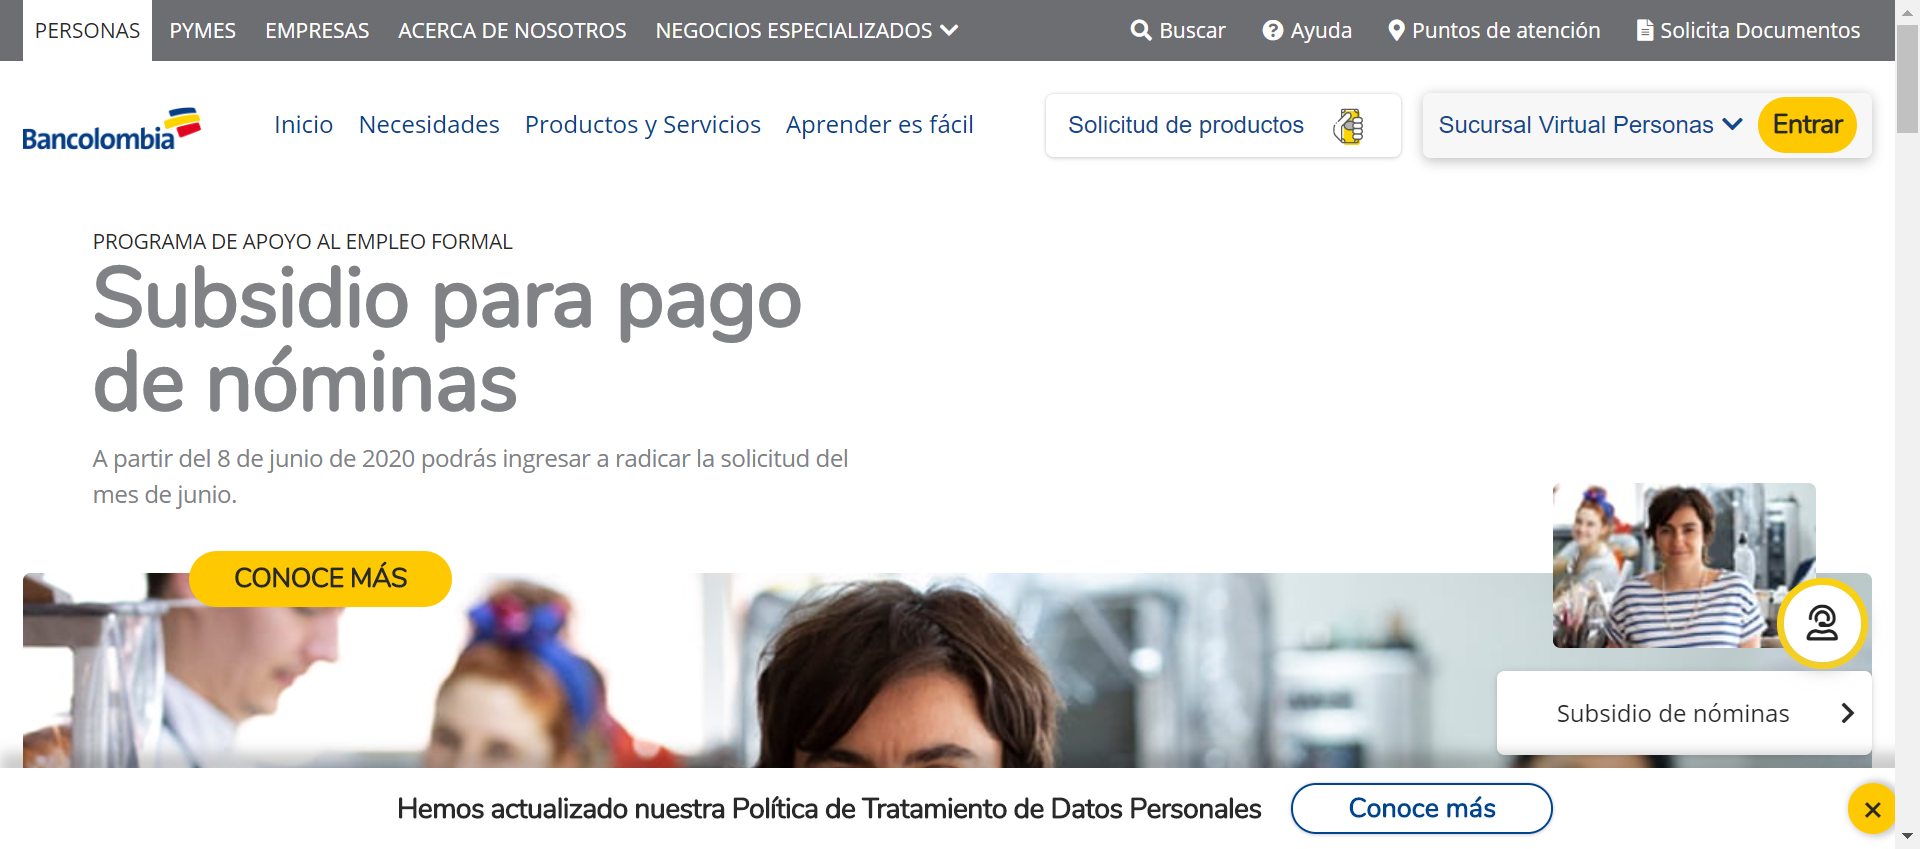 PERSONAS PYMES EMPRESAS ACERCA DE NOSOTROS NEGOCIOS ESPECIALIZADOS Buscar Ayuda Puntos de atención Solicita Documentos
Bancolombia Inicio Necesidades Productos y Servicios Aprender es fácil Solicitud de productos Sucursal Virtual Personas Entrar
PROGRAMA DE APOYO AL EMPLEO FORMAL
Subsidio para pago
de nóminas
A partir del 8 de junio de 2020 podrás ingresar a radicar la solicitud del
mes de junio.
CONOCE MÁS
Subsidio de nóminas
Hemos actualizado nuestra Política de Tratamiento de Datos Personales Conoce más